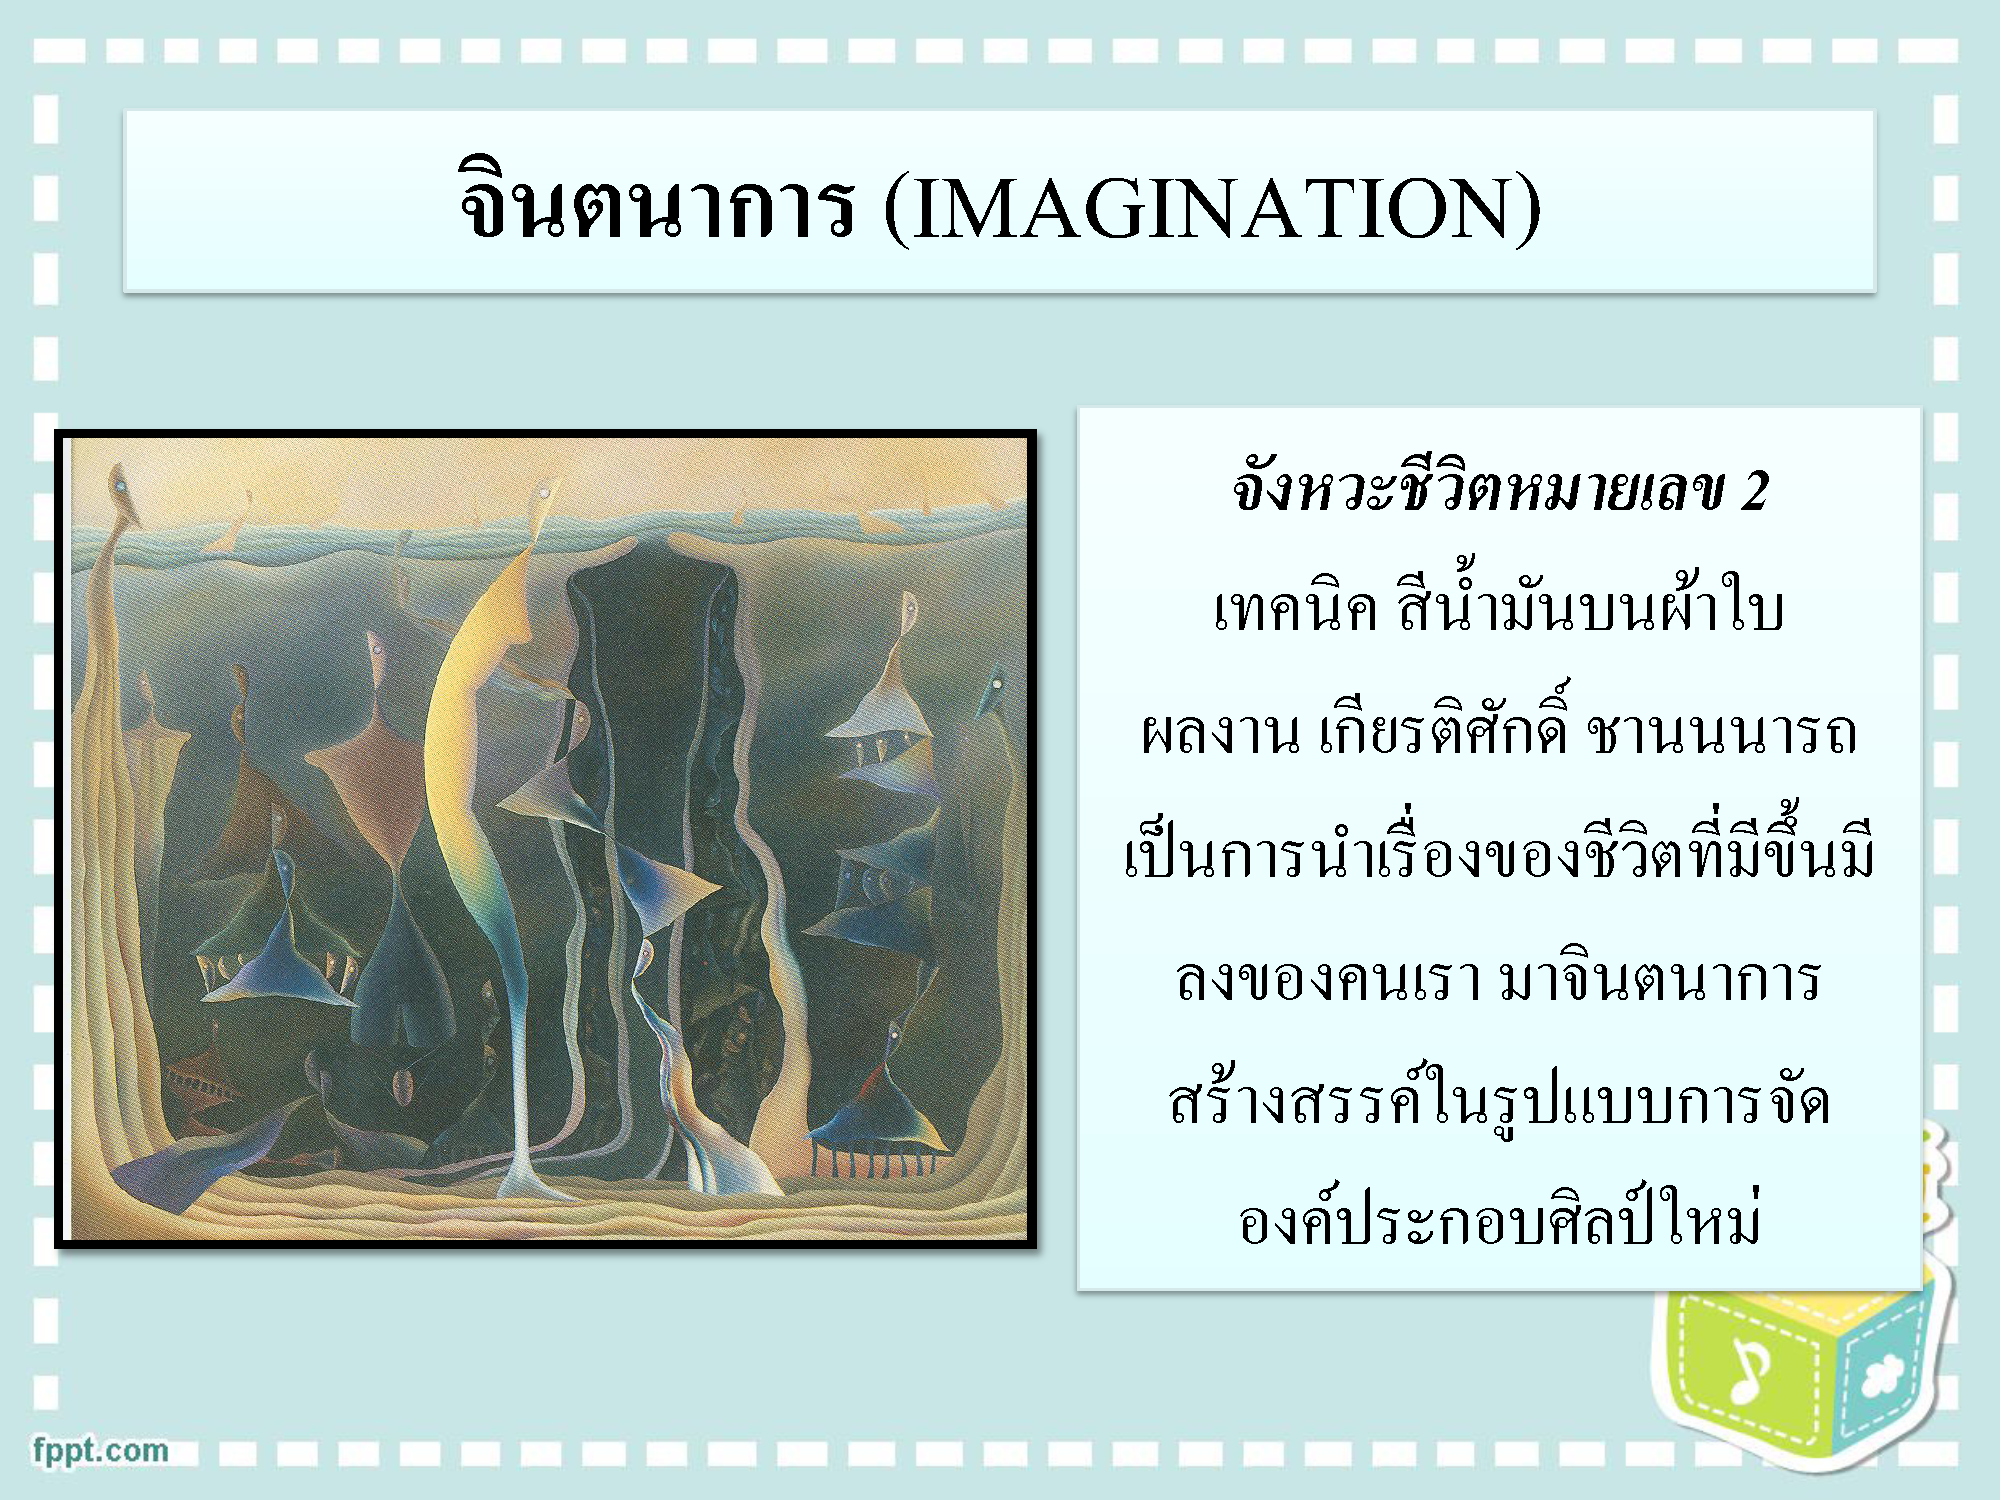 จินตนาการ (IMAGINATION)
จังหวะชีวิตหมายเลข 2
เทคนิค สีน้ำมันบนผ้าใบ
ผลงาน เกียรติศักดิ์ ชานนนารถ
เป็นการนำเรื่องของชีวิตที่มีขึ้นมี
ลงของคนเรา มาจินตนาการ
สร้างสรรค์ในรูปแบบการจัด
องค์ประกอบศิลป์ใหม่
fppt.com